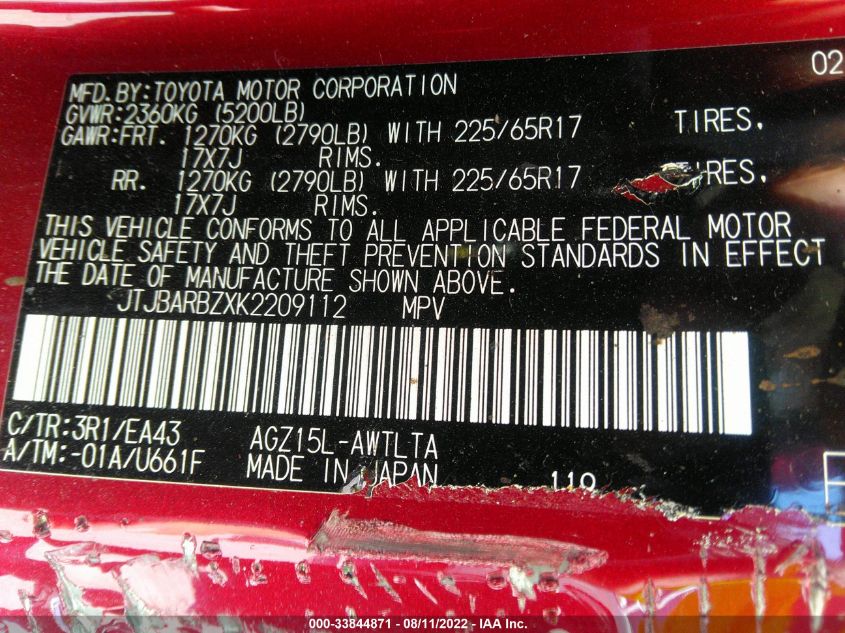 02
MFD.BY:TOYOTA MOTOR CORPORATION
GVWR:2360KG (5200LB)
GAWR:FRT. 1270KG (2790LB) WITH 225/65R17 TIRES,
17X7J RIMS.
RR. 1270KG (2790LB) WITH 225/65R17 RES,
17X7J RIMS.
THIS VEHICLE CONFORMS TO ALL APPLICABLE FEDERAL MOTOR
VEHICLE SAFETY AND THEFT PREVENTION STANDARDS IN EFFECT
THE DATE OF MANUFACTURE SHOWN ABOVE.
JTJBARBZXK2209112 MPV
C/TR:3R1/EA43 AGZ15L-AWTLTA
A/TM:-01A/U661F MADE IN JAPAN 119
000-33844871 - 08/11/2022 - IAA Inc.